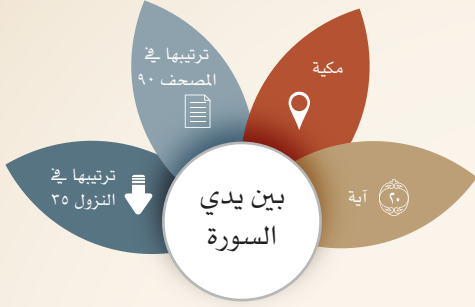 مكية
ترتيبها في
المصحف ٩٠
٢٠ آية
ترتيبها في
النزول ٣٥
بين يدي
السورة